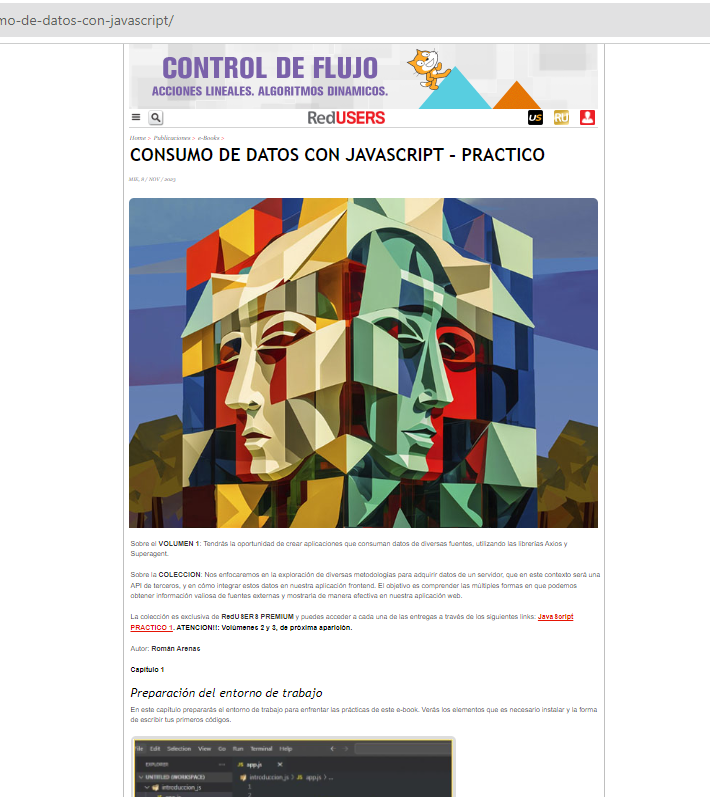 mo-de-datos-con-javascript/
CONTROL DE FLUJO
ACCIONES LINEALES. ALGORITMOS DINAMICOS.
RedUSERS
US
RU
Home > Publicaciones > e-Books >
CONSUMO DE DATOS CON JAVASCRIPT – PRACTICO
MIE, 8 / NOV / 2023
Sobre el VOLUMEN 1: Tendrás la oportunidad de crear aplicaciones que consuman datos de diversas fuentes, utilizando las librerías Axios y
Superagent.
Sobre la COLECCION: Nos enfocaremos en la exploración de diversas metodologías para adquirir datos de un servidor, que en este contexto será una
API de terceros, y en cómo integrar estos datos en nuestra aplicación frontend. El objetivo es comprender las múltiples formas en que podemos
obtener información valiosa de fuentes externas y mostrarla de manera efectiva en nuestra aplicación web.
La colección es exclusiva de RedUSERS PREMIUM y puedes acceder a cada una de las entregas a través de los siguientes links: Java Script
PRACTICO 1. ATENCION!!: Volúmenes 2 y 3, de próxima aparición.
Autor: Román Arenas
Capítulo 1
Preparación del entorno de trabajo
En este capítulo prepararás el entorno de trabajo para enfrentar las prácticas de este e-book. Verás los elementos que es necesario instalar y la forma
de escribir tus primeros códigos.
File Edit Selection View Go Run Terminal Help
EXPLORER
JS app.js
UNTITLED (WORKSPACE)
introduccion_js > JS app.js > ...
introduccion_js
1
2